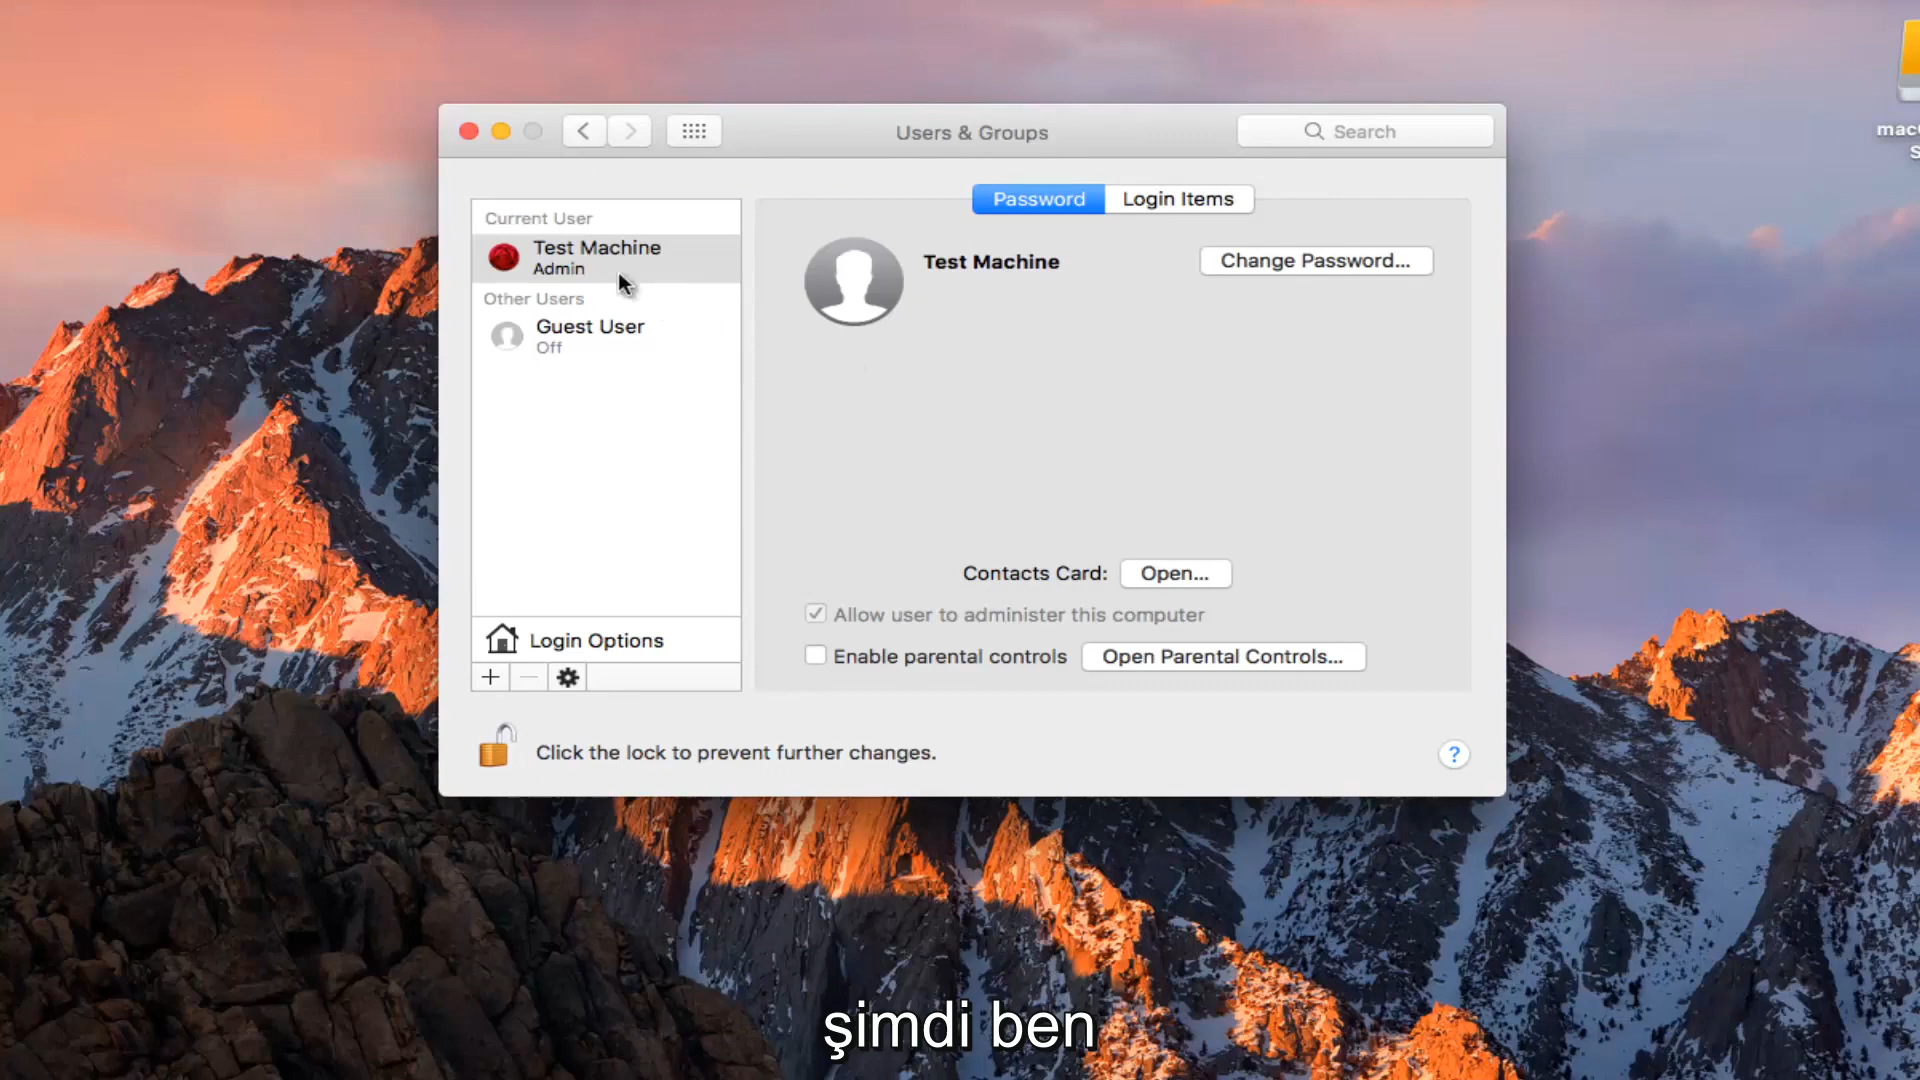 Users & Groups
Search
Password
Login Items
Current User
Test Machine
Admin
Other Users
Guest User
Off
Login Options
Test Machine
Change Password...
Contacts Card:
Open...
Allow user to administer this computer
Enable parental controls
Open Parental Controls...
Click the lock to prevent further changes.
?
şimdi ben